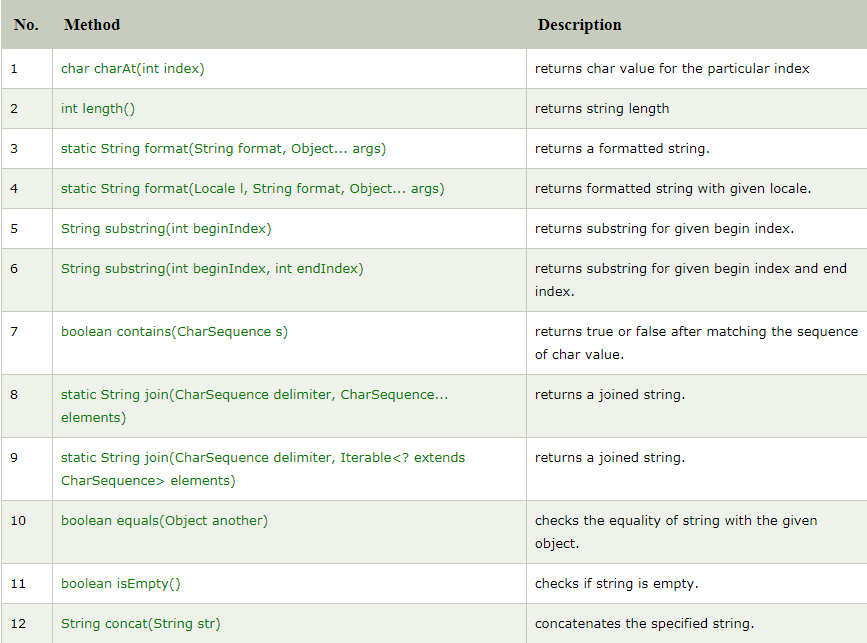 No. Method Description
1 char charAt(int index) returns char value for the particular index
2 int length() returns string length
3 static String format(String format, Object... args) returns a formatted string.
4 static String format(Locale l, String format, Object... args) returns formatted string with given locale.
5 String substring(int beginIndex) returns substring for given begin index.
6 String substring(int beginIndex, int endIndex) returns substring for given begin index and end
index.
7 boolean contains(CharSequence s) returns true or false after matching the sequence
of char value.
8 static String join(CharSequence delimiter, CharSequence... returns a joined string.
elements)
9 static String join(CharSequence delimiter, Iterable<? extends returns a joined string.
CharSequence> elements)
10 boolean equals(Object another) checks the equality of string with the given
object.
11 boolean isEmpty() checks if string is empty.
12 String concat(String str) concatenates the specified string.